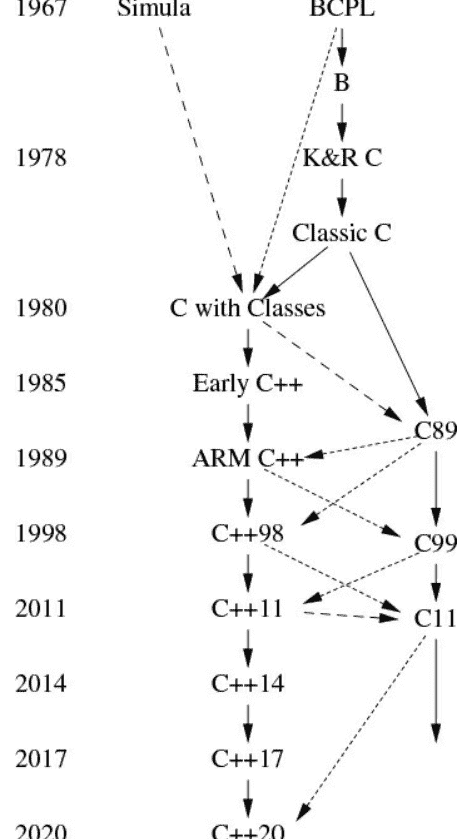 1967 Simula BCPL
B
1978 K&R C
Classic C
1980 C with Classes
1985 Early C++
C89
1989 ARM C++
1998 C++98
C99
2011 C++11
C11
2014 C++14
2017 C++17
2020 C++20